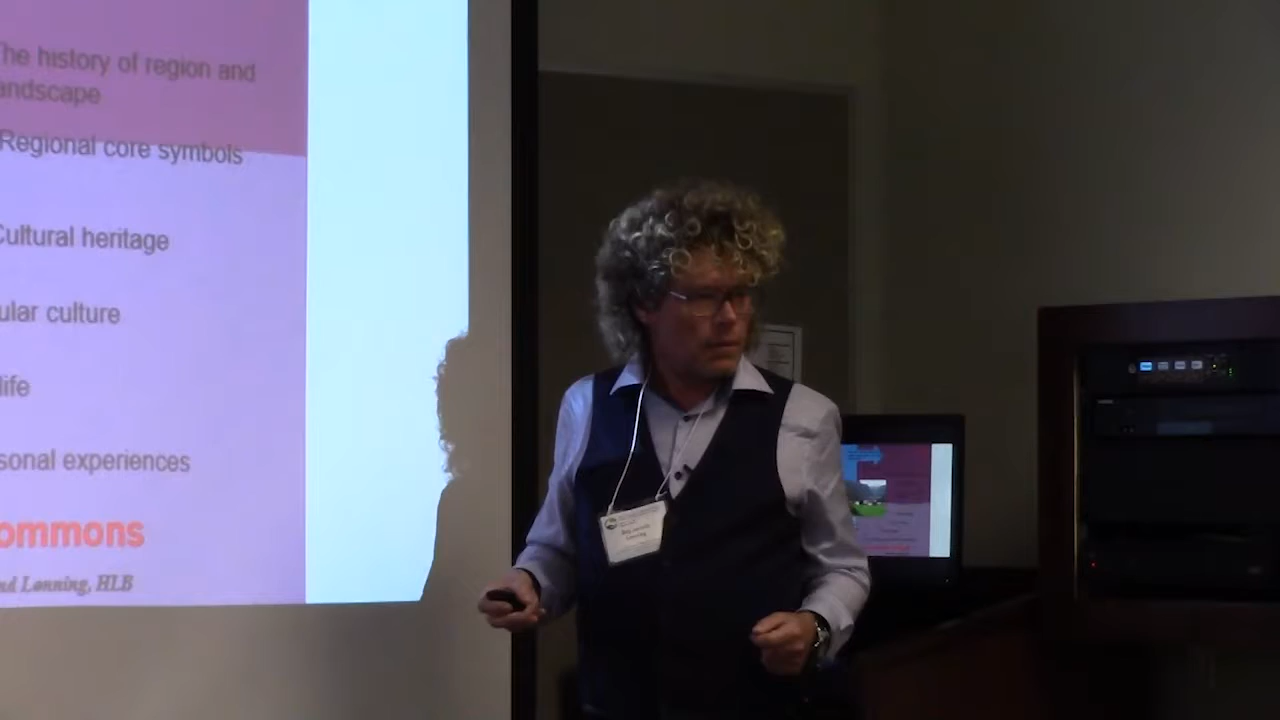 The history of region and
andscape
Regional core symbols
Cultural heritage
ular culture
life
sonal experiences
ommons
nd Lønning, HLB